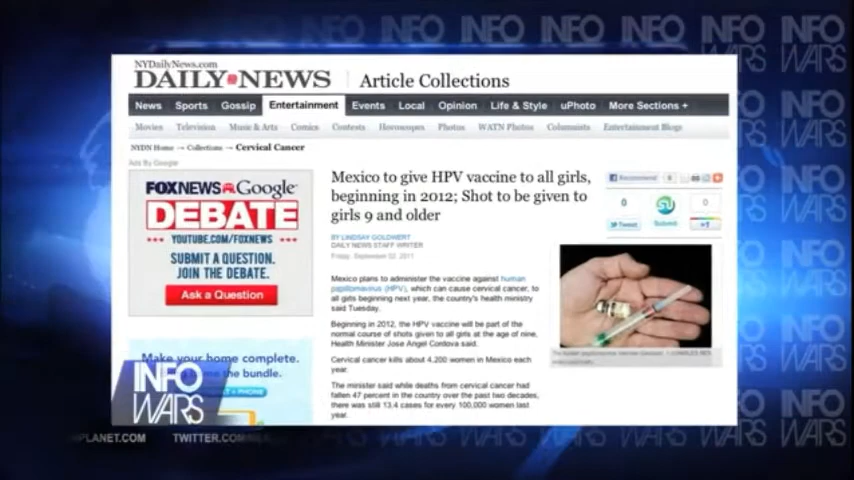 NYDailyNews.com
DAILY NEWS
Article Collections
News Sports Gossip Entertainment Events Local Opinion Life & Style uPhoto More Sections +
Movies Television Music & Arts Comics Contests Horoscopes Photos WATN Photos Columnists Entertainment Blogs
NYDN Home → Collections → Cervical Cancer
Ads By Google
FOXNEWS Google
DEBATE
YOUTUBE.COM/FOXNEWS
SUBMIT A QUESTION.
JOIN THE DEBATE.
Ask a Question
Make your home complete.
me the bundle.
+ PHONE
Mexico to give HPV vaccine to all girls,
beginning in 2012; Shot to be given to
girls 9 and older
BY LINDSAY GOLDWERT
DAILY NEWS STAFF WRITER
Friday, September 02, 2011
Mexico plans to administer the vaccine against human
papillomavirus (HPV), which can cause cervical cancer, to
all girls beginning next year, the country's health ministry
said Tuesday.
Beginning in 2012, the HPV vaccine will be part of the
normal course of shots given to all girls at the age of nine,
Health Minister Jose Angel Cordova said.
Cervical cancer kills about 4,200 women in Mexico each
year.
The minister said while deaths from cervical cancer had
fallen 47 percent in the country over the past two decades,
there was still 13.4 cases for every 100,000 women last
year.
Recommend
0 0
Tweet Submit +1
INFO
WARS
PLANET.COM TWITTER.COM
INFO
WARS